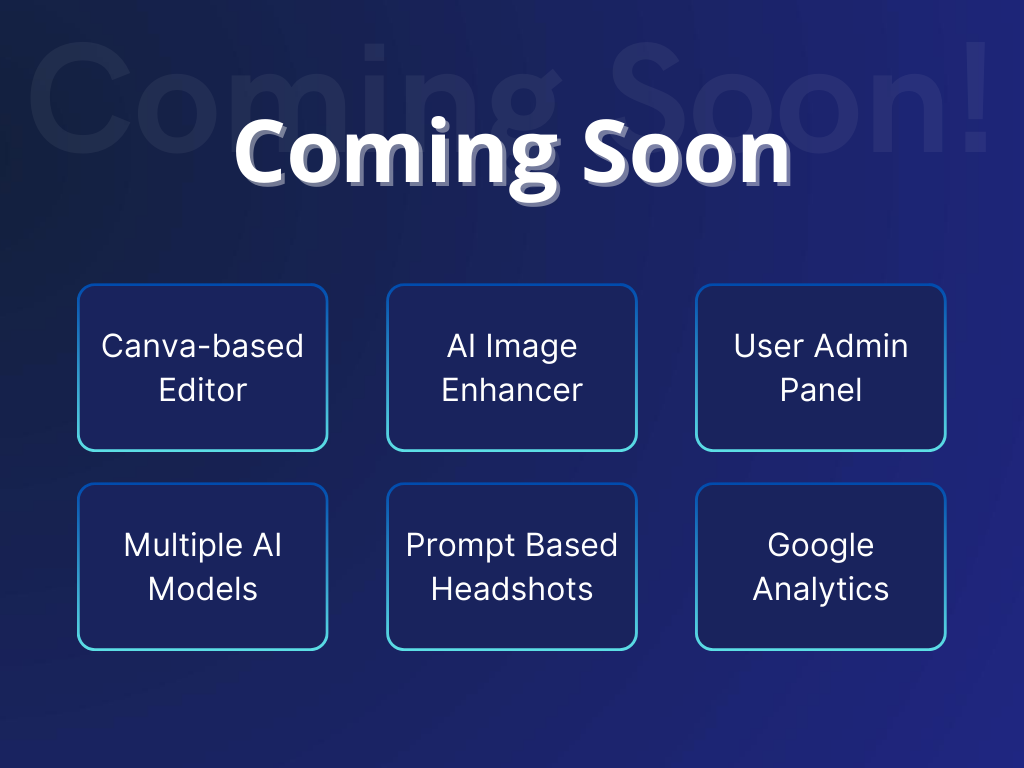 Coming Soon!
Coming Soon
Canva-based
Editor
AI Image
Enhancer
User Admin
Panel
Multiple AI
Models
Prompt Based
Headshots
Google
Analytics